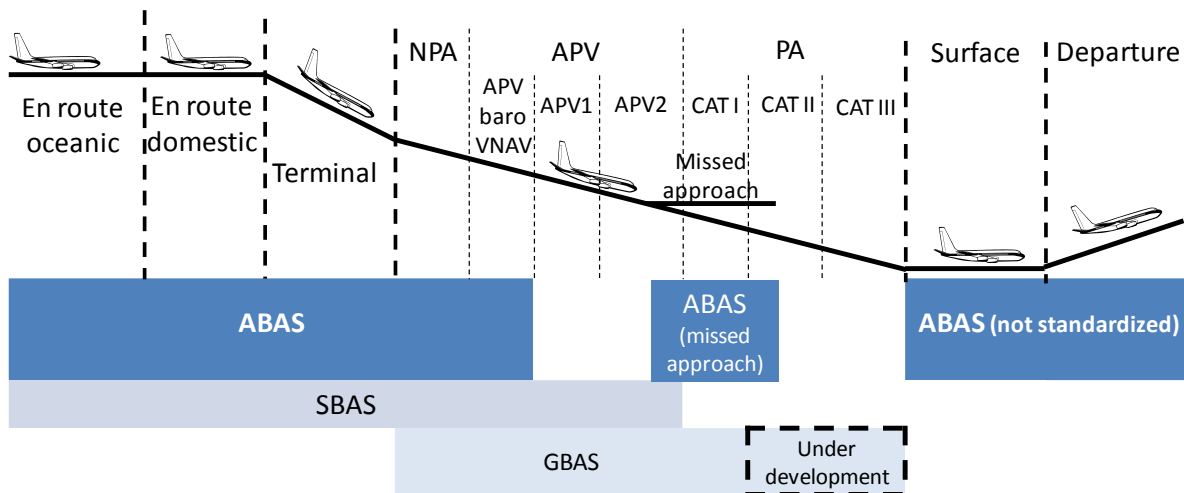 NPA
APV
PA
Surface
Departure
En route
oceanic
En route
domestic
Terminal
APV
baro
VNAV
APV1
APV2
CAT I
CAT II
CAT III
Missed
approach
ABAS
ABAS
(missed
approach)
ABAS (not standardized)
SBAS
GBAS
Under
development